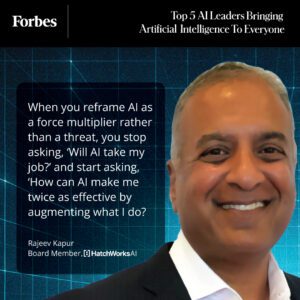 Forbes
Top 5 AI Leaders Bringing
Artificial Intelligence To Everyone
When you reframe AI as
a force multiplier rather
than a threat, you stop
asking, ‘Will AI take my
job?’ and start asking,
‘How can AI make me
twice as effective by
augmenting what I do?
Rajeev Kapur
Board Member, HatchWorksAI